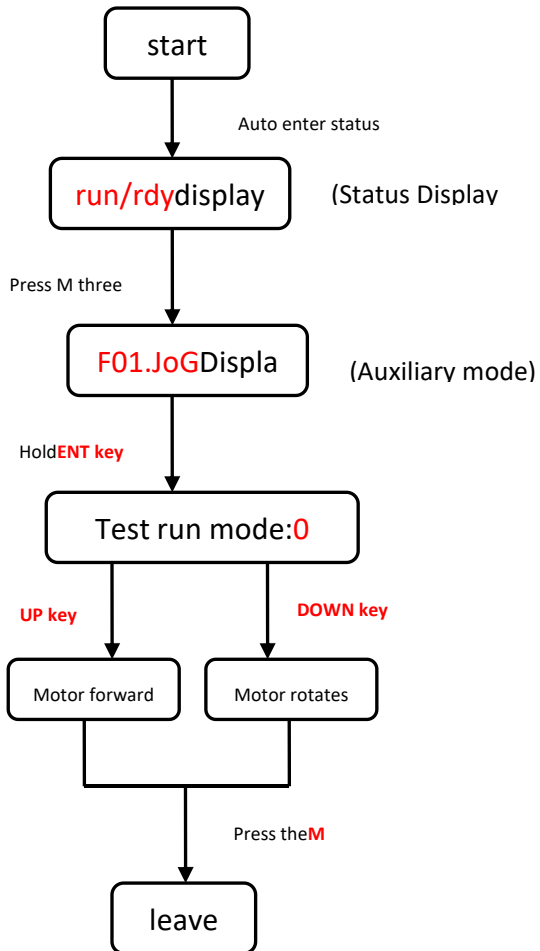 start
Auto enter status
run/rdydisplay
(Status Display
Press M three
F01.JoGDispla
(Auxiliary mode)
HoldENT key
Test run mode:0
UP key
DOWN key
Motor forward
Motor rotates
Press theM
leave